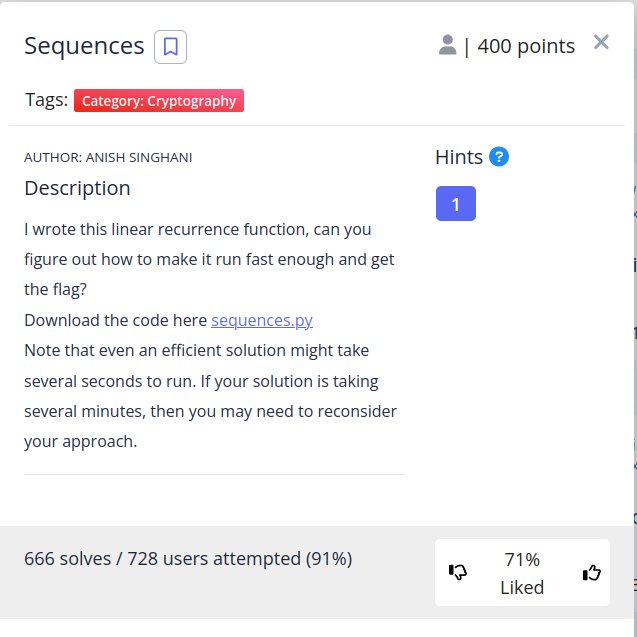 Sequences
| 400 points
Tags: Category: Cryptography
AUTHOR: ANISH SINGHANI
Hints ?
Description
1
I wrote this linear recurrence function, can you
figure out how to make it run fast enough and get
the flag?
Download the code here sequences.py
Note that even an efficient solution might take
several seconds to run. If your solution is taking
several minutes, then you may need to reconsider
your approach.
666 solves / 728 users attempted (91%)
71%
Liked